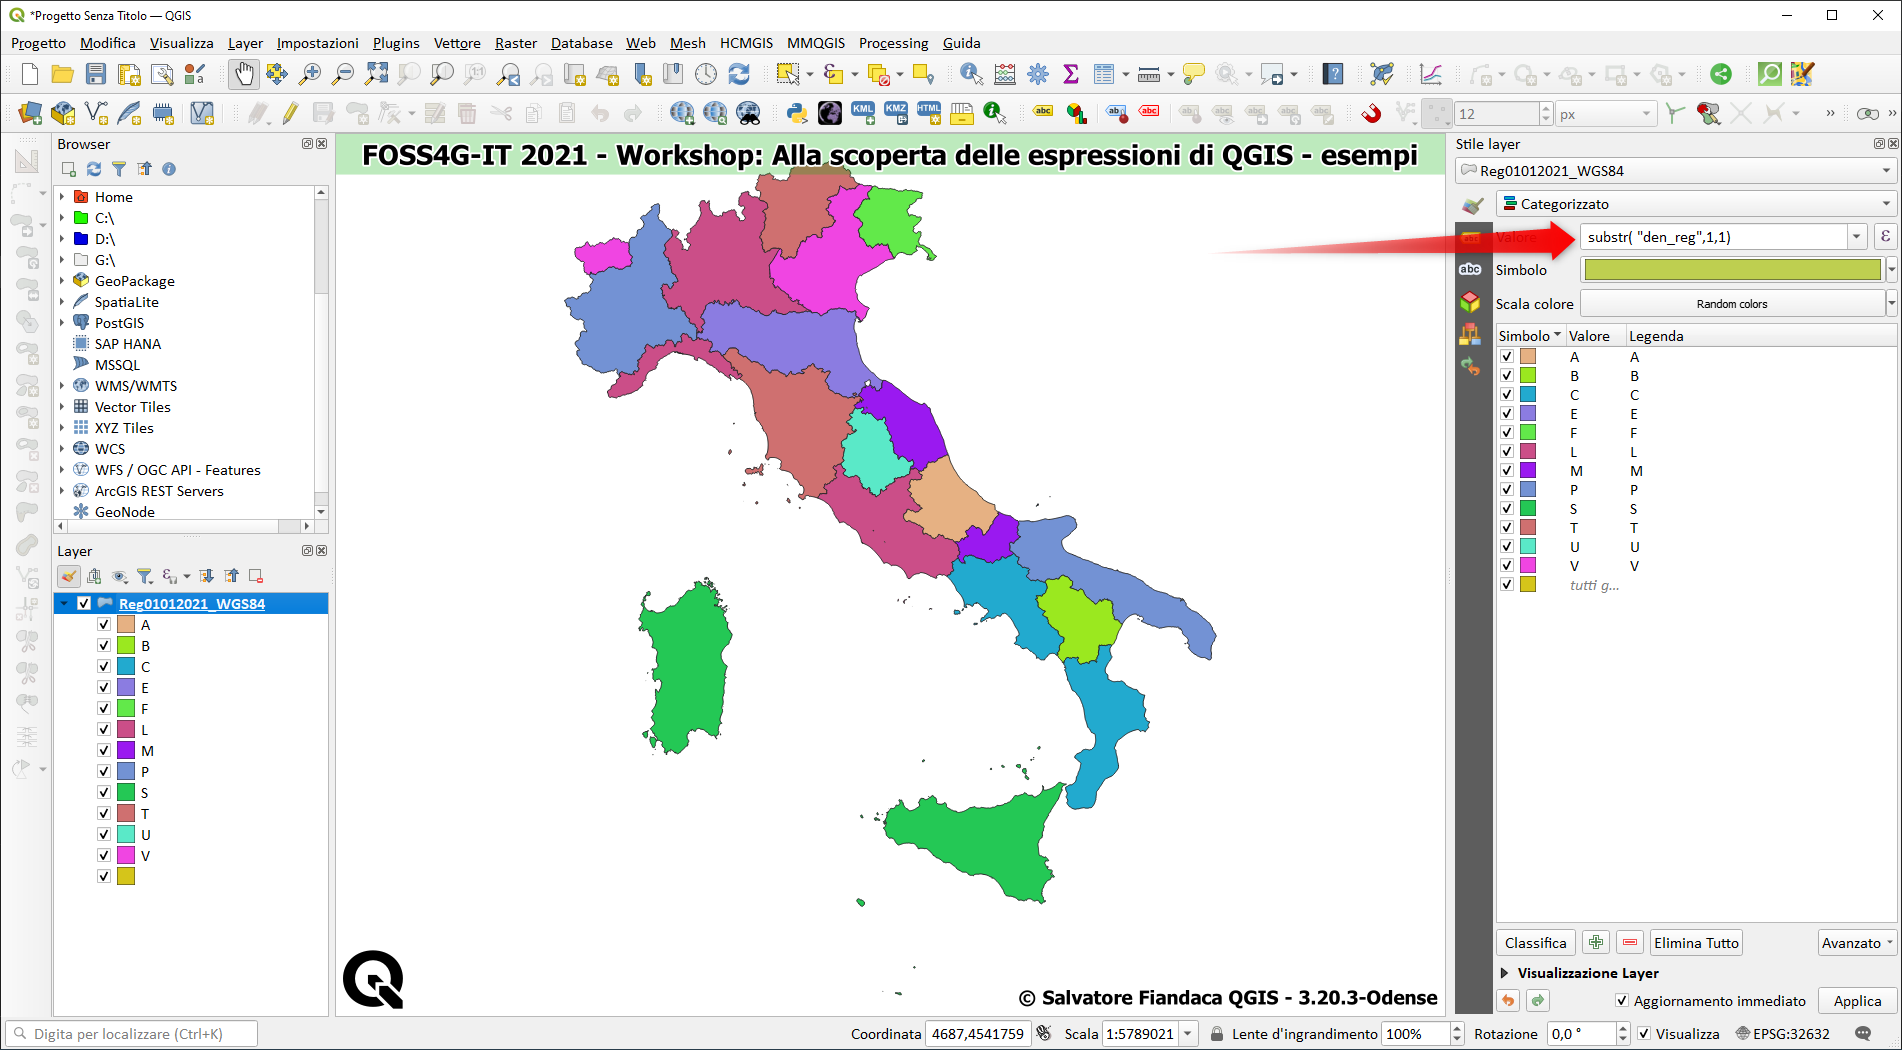 *Progetto Senza Titolo — QGIS
Progetto Modifica Visualizza Layer Impostazioni Plugins Vettore Raster Database Web Mesh HCMGIS MMQGIS Processing Guida
12 px
Browser
Home
C:\
D:\
G:\
GeoPackage
SpatiaLite
PostGIS
SAP HANA
MSSQL
WMS/WMTS
Vector Tiles
XYZ Tiles
WCS
WFS / OGC API - Features
ArcGIS REST Servers
GeoNode
Layer
Reg01012021_WGS84
A
B
C
E
F
L
M
P
S
T
U
V
FOSS4G-IT 2021 - Workshop: Alla scoperta delle espressioni di QGIS - esempi
© Salvatore Fiandaca QGIS - 3.20.3-Odense
Stile layer
Reg01012021_WGS84
Categorizzato
Valore substr( "den_reg",1,1) ε
Simbolo
Scala colore Random colors
Simbolo Valore Legenda
A A
B B
C C
E E
F F
L L
M M
P P
S S
T T
U U
V V
tutti g...
Classifica Elimina Tutto Avanzato
Visualizzazione Layer
Aggiornamento immediato Applica
Digita per localizzare (Ctrl+K) Coordinata 4687,4541759 Scala 1:5789021 Lente d'ingrandimento 100% Rotazione 0,0 ° Visualizza EPSG:32632